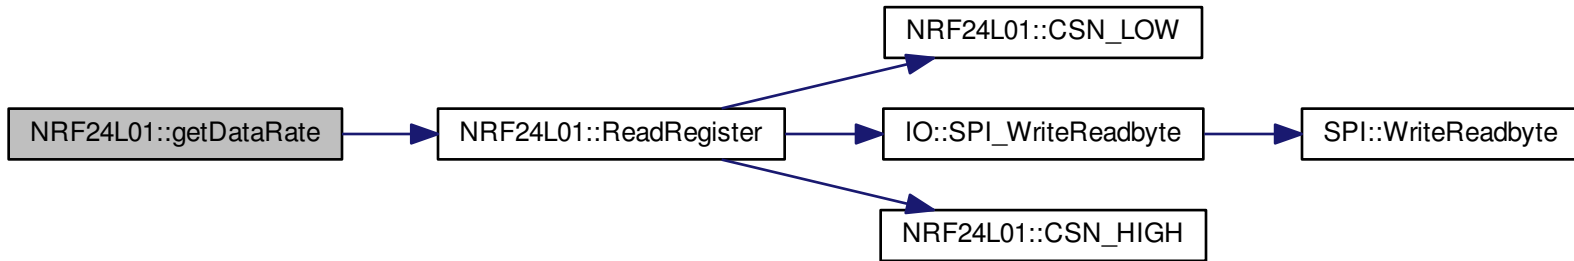 NRF24L01::CSN_LOW
NRF24L01::getDataRate
NRF24L01::ReadRegister
IO::SPI_WriteReadbyte
SPI::WriteReadbyte
NRF24L01::CSN_HIGH